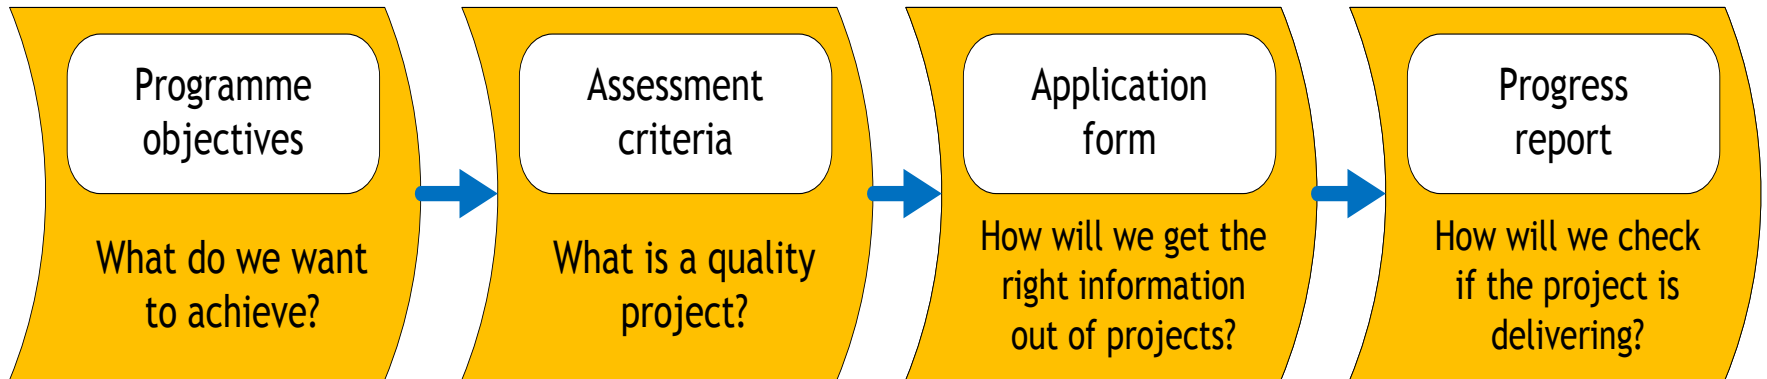 Programme
objectives
What do we want
to achieve?
Assessment
criteria
What is a quality
project?
Application
form
How will we get the
right information
out of projects?
Progress
report
How will we check
if the project is
delivering?